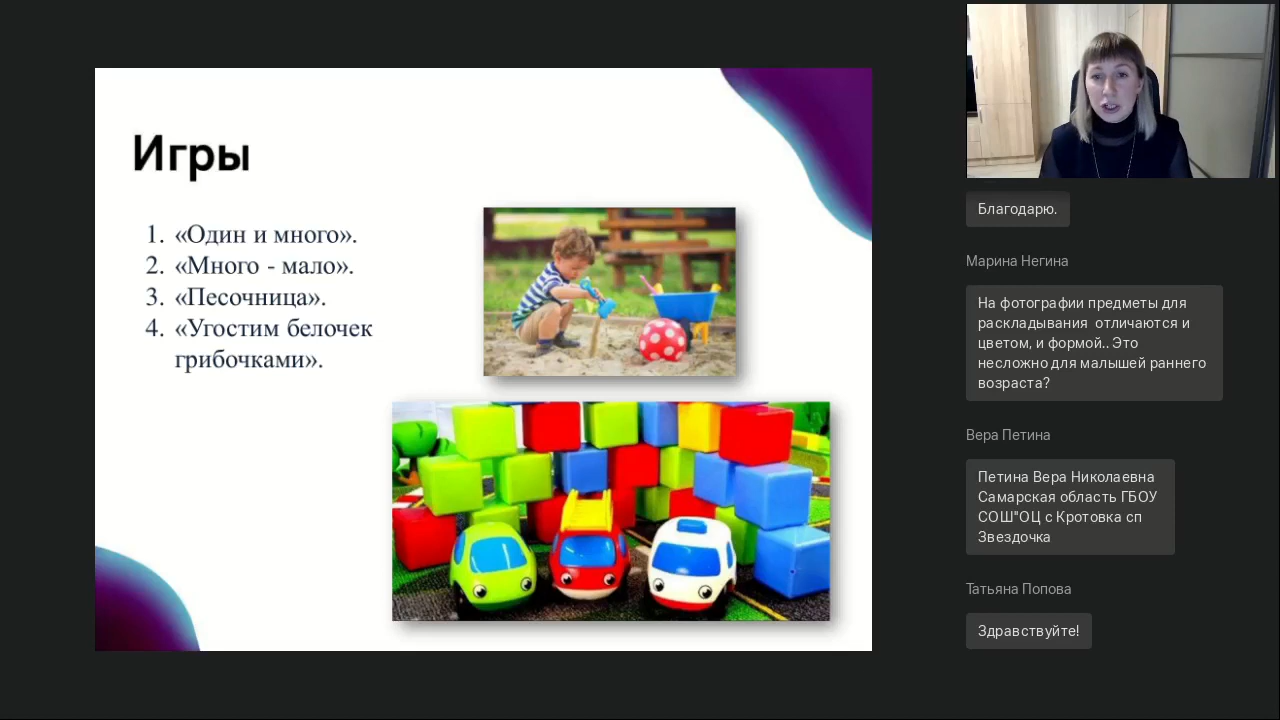 Игры
1. «Один и много».
2. «Много - мало».
3. «Песочница».
4. «Угостим белочек
грибочками».
Благодарю.
Марина Негина
На фотографии предметы для
раскладывания  отличаются и
цветом, и формой.. Это
несложно для малышей раннего
возраста?
Вера Петина
Петина Вера Николаевна
Самарская область ГБОУ
СОШ"ОЦ с Кротовка сп
Звездочка
Татьяна Попова
Здравствуйте!